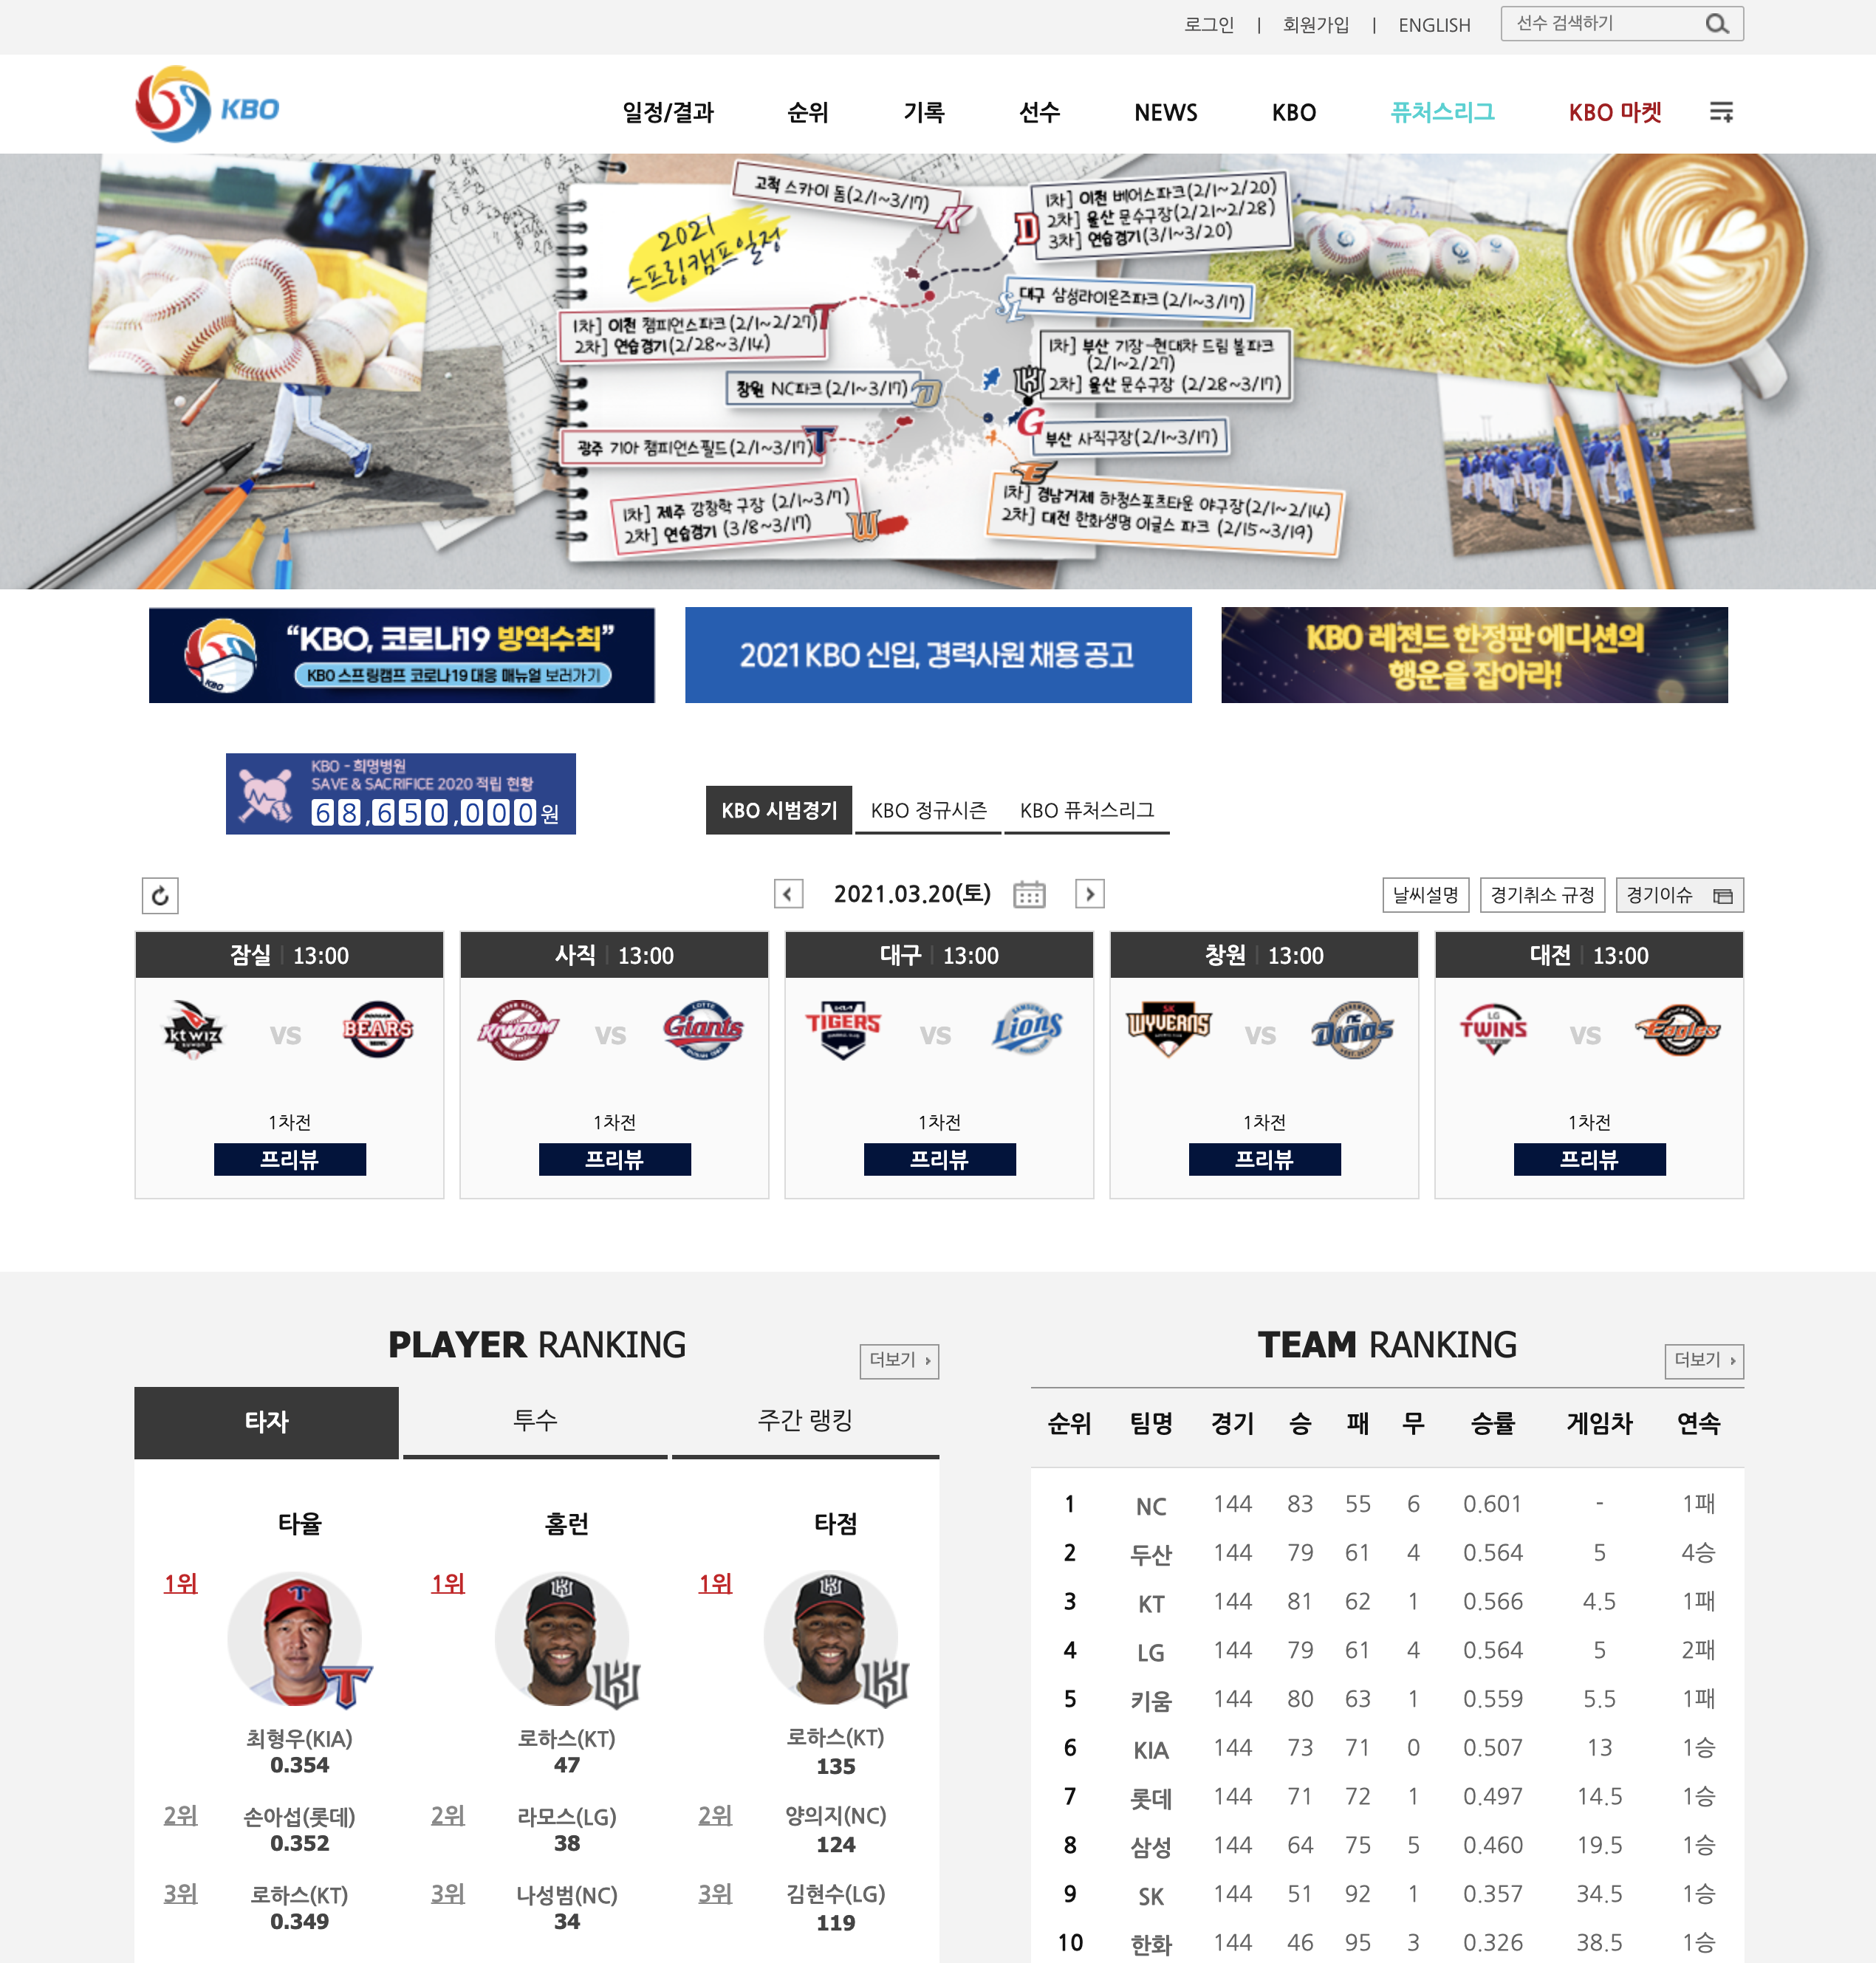 로그인 | 회원가입 | ENGLISH 선수 검색하기
KBO 일정/결과 순위 기록 선수 NEWS KBO 퓨처스리그 KBO 마켓
2021
스프링캠프일정
고척 스카이 돔(2/1~3/17)
1차] 이천 베어스파크(2/1~2/20)
2차] 울산 문수구장(2/21~2/28)
3차] 연습경기(3/1~3/20)
대구 삼성라이온즈파크(2/1~3/17)
1차] 이천 챔피언스파크(2/1~2/27)
2차] 연습경기(2/28~3/14)
1차] 부산 기장-현대차 드림 볼파크
(2/1~2/27)
2차] 울산 문수구장 (2/28~3/17)
창원 NC파크(2/1~3/17)
부산 사직구장(2/1~3/17)
광주 기아 챔피언스필드(2/1~3/17)
1차] 제주 강창학 구장 (2/1~3/7)
2차] 연습경기 (3/8~3/17)
1차] 경남거제 하청스포츠타운 야구장(2/1~2/14)
2차] 대전 한화생명 이글스 파크 (2/15~3/19)
“KBO, 코로나19 방역수칙”
KBO 스프링캠프 코로나19 대응 매뉴얼 보러가기
2021 KBO 신입, 경력사원 채용 공고
KBO 레전드 한정판 에디션의
행운을 잡아라!
KBO - 희명병원
SAVE & SACRIFICE 2020 적립 현황
68,650,000원
KBO 시범경기 KBO 정규시즌 KBO 퓨처스리그
2021.03.20(토) 날씨설명 경기취소 규정 경기이슈
잠실 | 13:00 사직 | 13:00 대구 | 13:00 창원 | 13:00 대전 | 13:00
kt wiz VS BEARS KIWOOM VS Giants TIGERS VS Lions SK WYVERNS VS NC Dinos LG TWINS VS Eagles
1차전 1차전 1차전 1차전 1차전
프리뷰 프리뷰 프리뷰 프리뷰 프리뷰
PLAYER RANKING
더보기
타자 투수 주간 랭킹
타율 홈런 타점
1위 1위 1위
최형우(KIA) 로하스(KT) 로하스(KT)
0.354 47 135
2위 손아섭(롯데) 2위 라모스(LG) 2위 양의지(NC)
0.352 38 124
3위 로하스(KT) 3위 나성범(NC) 3위 김현수(LG)
0.349 34 119
TEAM RANKING
더보기
순위 팀명 경기 승 패 무 승률 게임차 연속
1 NC 144 83 55 6 0.601 - 1패
2 두산 144 79 61 4 0.564 5 4승
3 KT 144 81 62 1 0.566 4.5 1패
4 LG 144 79 61 4 0.564 5 2패
5 키움 144 80 63 1 0.559 5.5 1패
6 KIA 144 73 71 0 0.507 13 1승
7 롯데 144 71 72 1 0.497 14.5 1승
8 삼성 144 64 75 5 0.460 19.5 1승
9 SK 144 51 92 1 0.357 34.5 1승
10 한화 144 46 95 3 0.326 38.5 1승